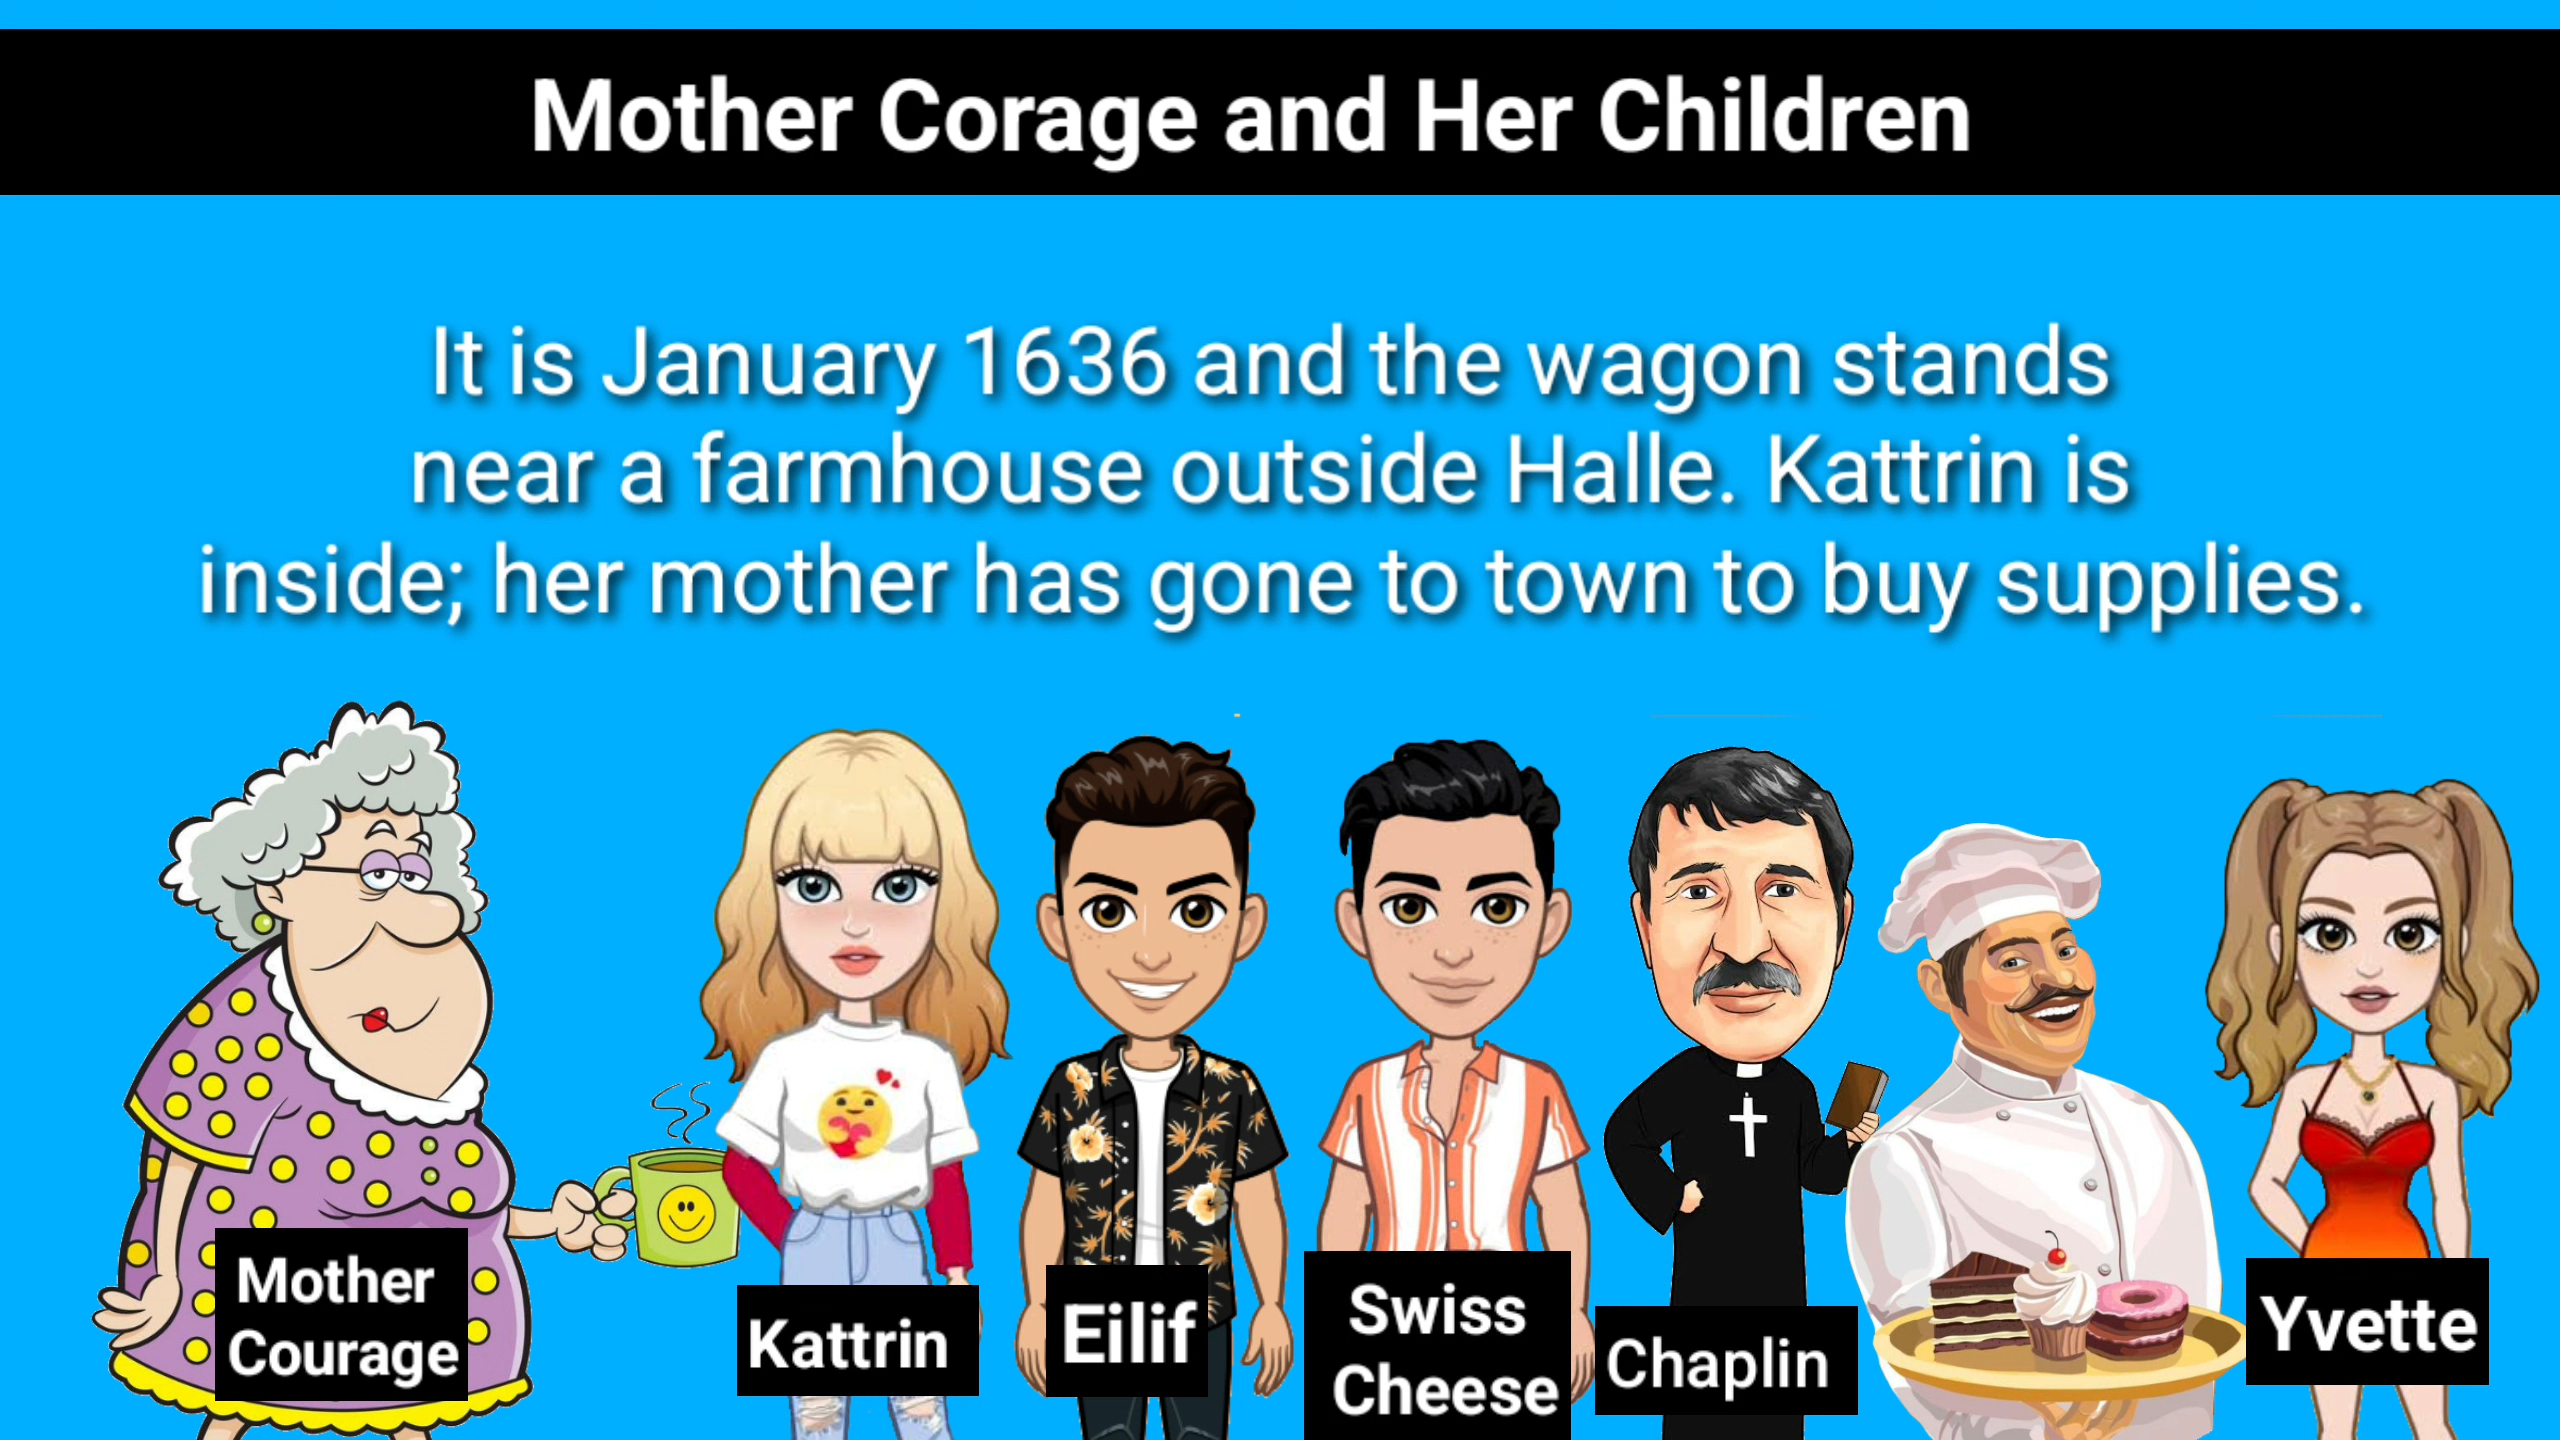 Mother Corage and Her Children
It is January 1636 and the wagon stands
near a farmhouse outside Halle. Kattrin is
inside; her mother has gone to town to buy supplies.
Mother
Courage
Kattrin
Eilif
Swiss
Cheese
Chaplin
Yvette